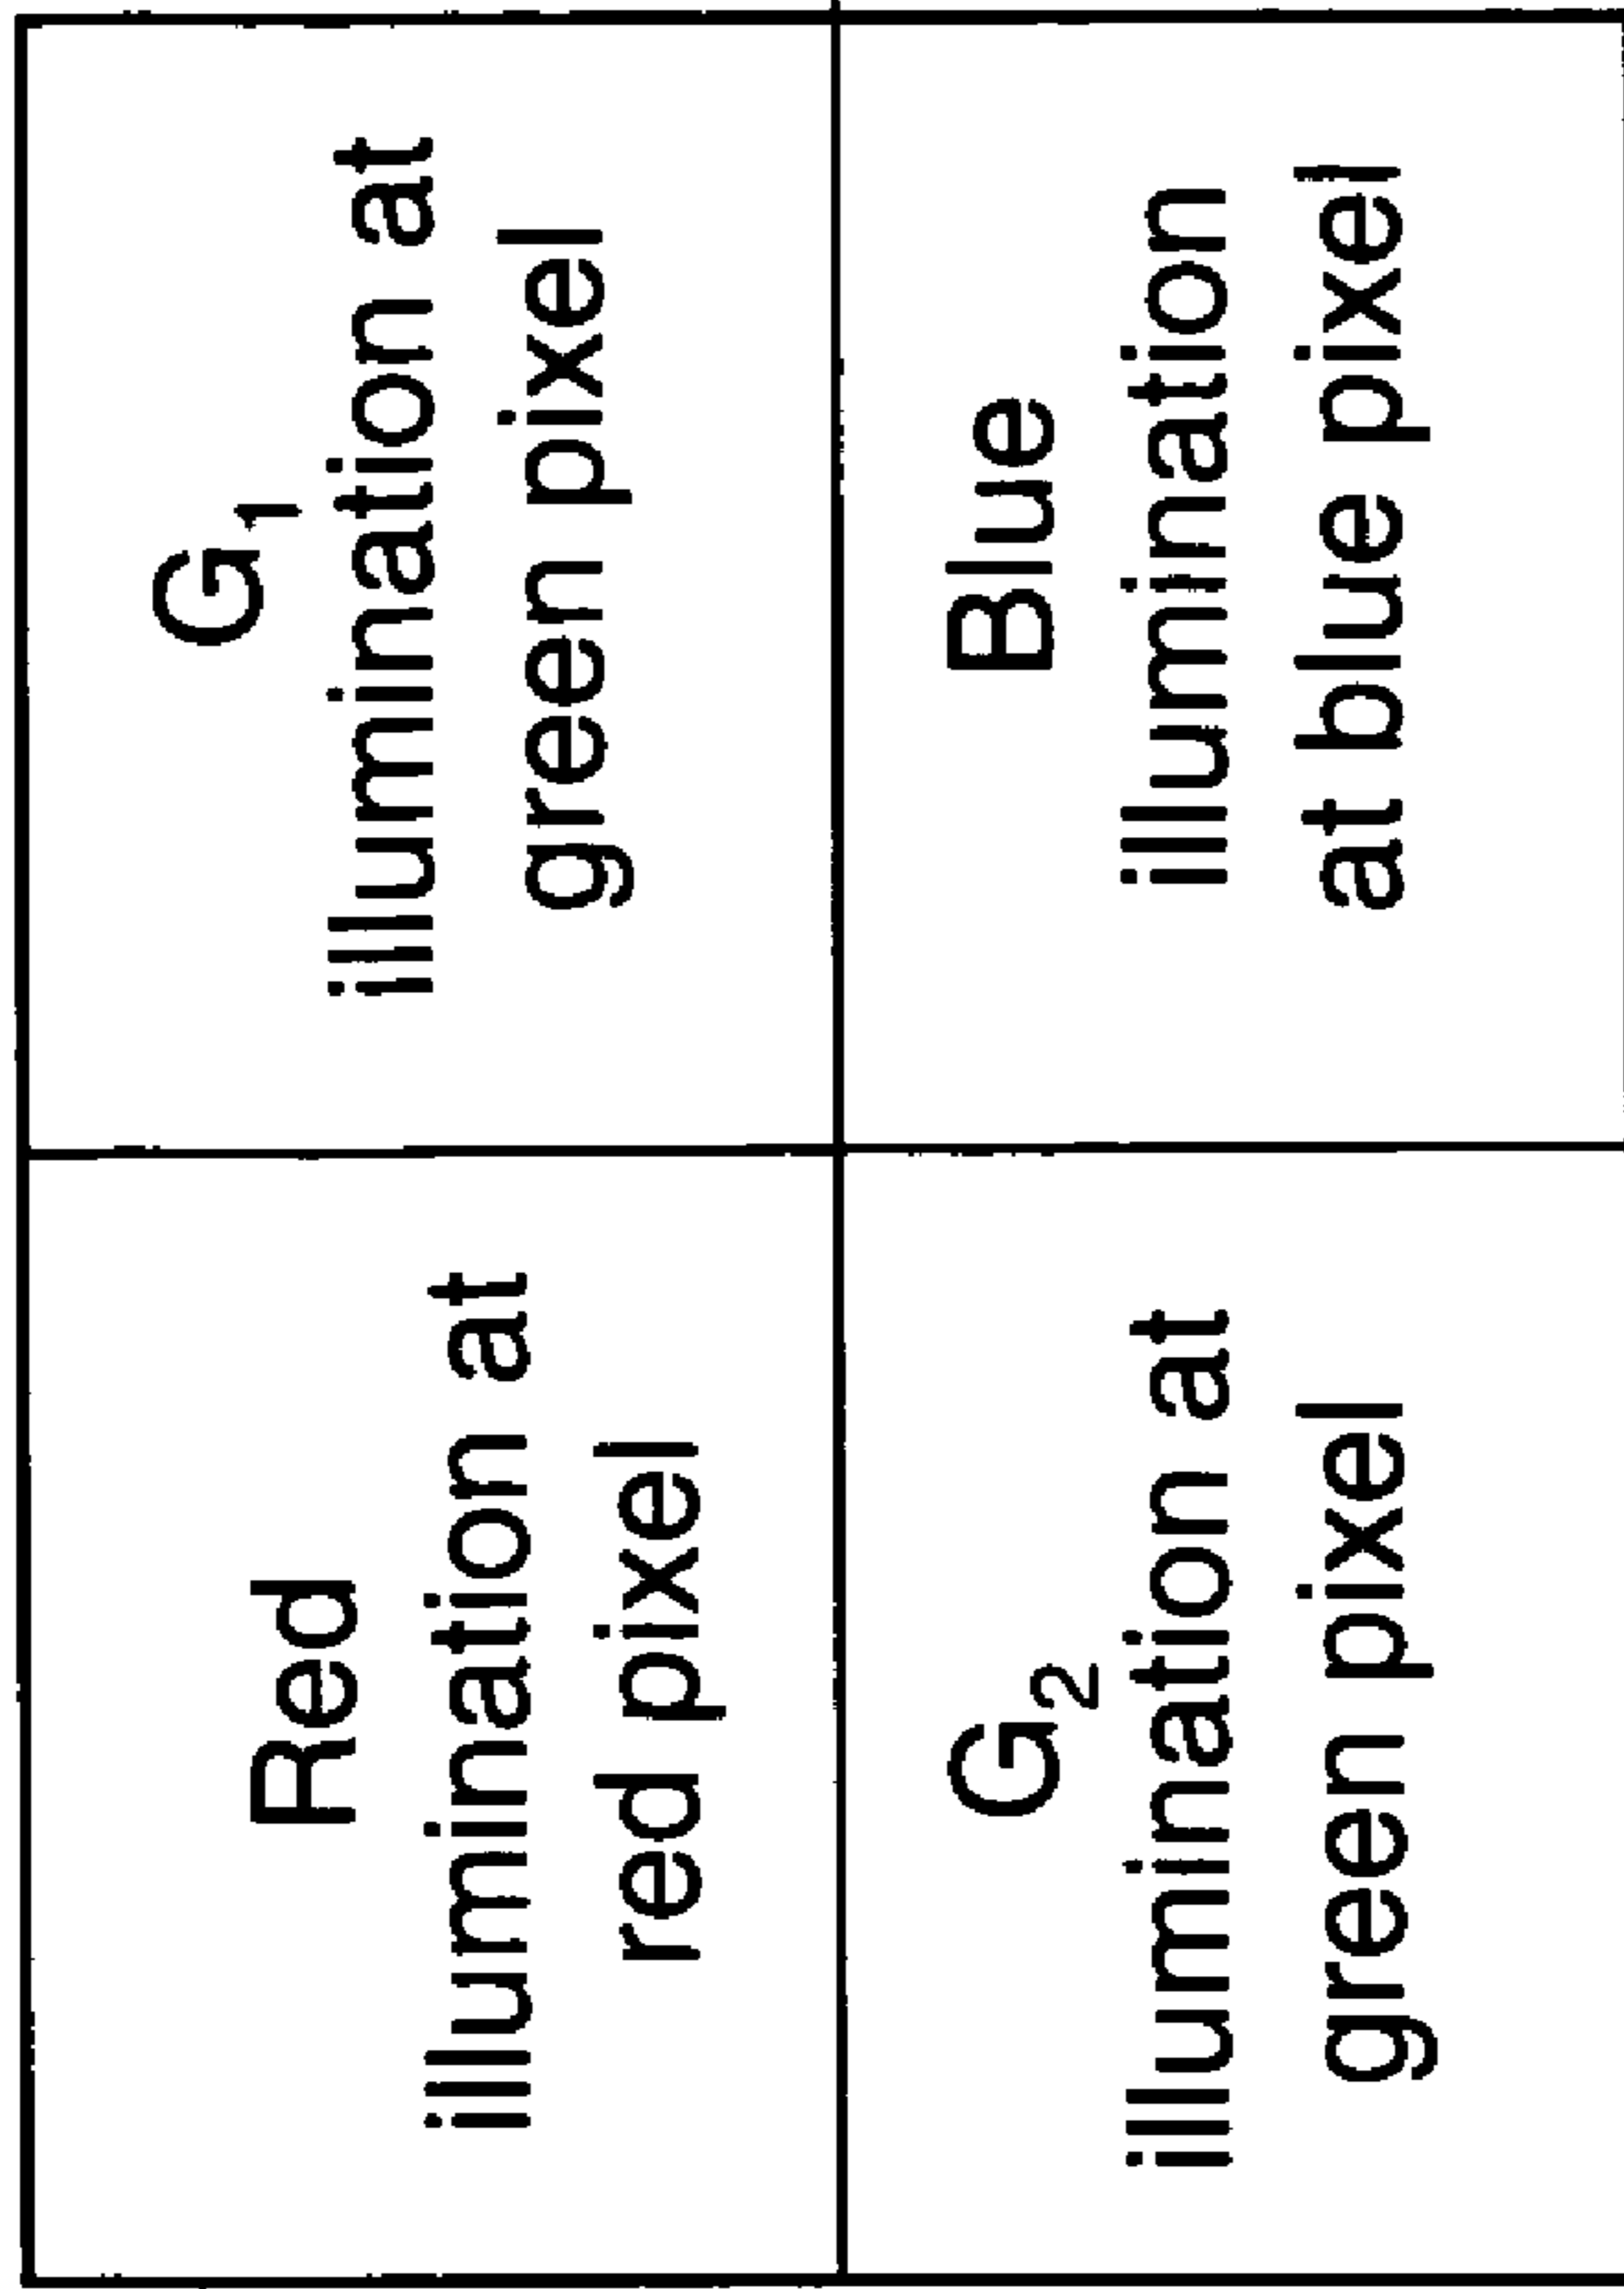 Red
illumination at
red pixel
G₁
illumination at
green pixel
G₂
illumination at
green pixel
Blue
illumination
at blue pixel